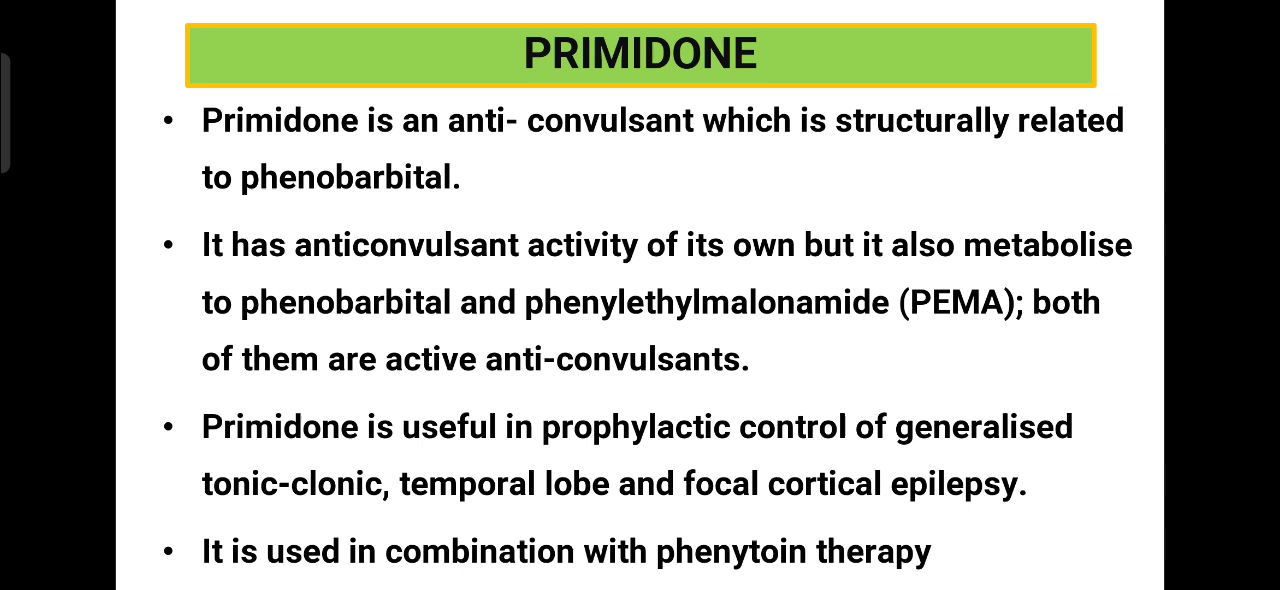 PRIMIDONE
• Primidone is an anti- convulsant which is structurally related
to phenobarbital.
• It has anticonvulsant activity of its own but it also metabolise
to phenobarbital and phenylethylmalonamide (PEMA); both
of them are active anti-convulsants.
• Primidone is useful in prophylactic control of generalised
tonic-clonic, temporal lobe and focal cortical epilepsy.
• It is used in combination with phenytoin therapy